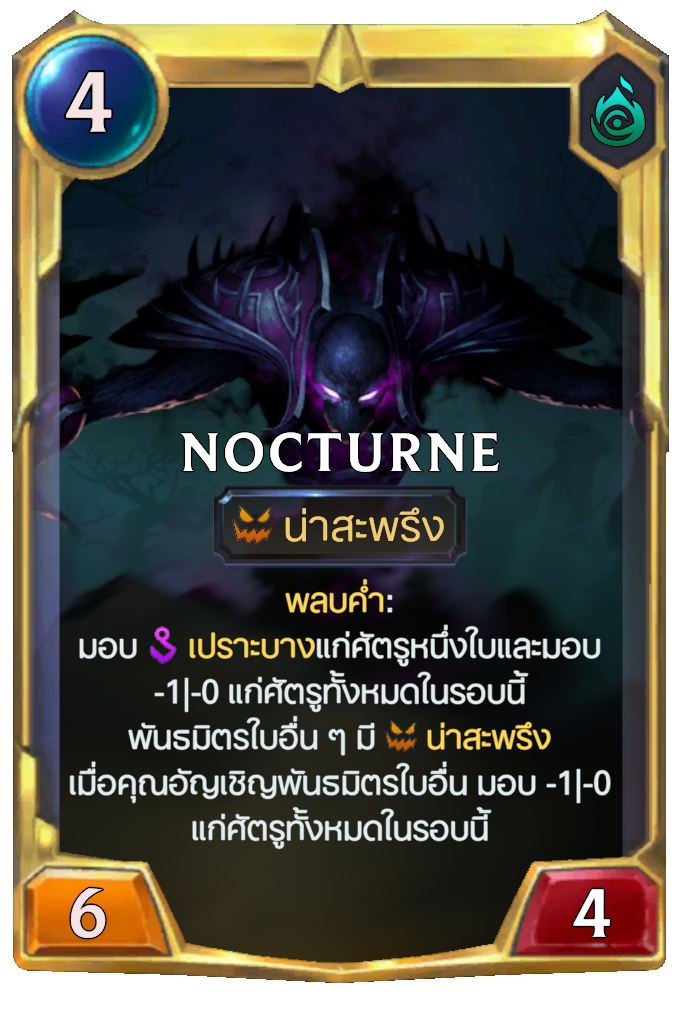 4
NOCTURNE
น่าสะพรึง
พลบค่ำ:
มอบ เปราะบางแก่ศัตรูหนึ่งใบและมอบ
-1|-0 แก่ศัตรูทั้งหมดในรอบนี้
พันธมิตรใบอื่น ๆ มี น่าสะพรึง
เมื่อคุณอัญเชิญพันธมิตรใบอื่น มอบ -1|-0
แก่ศัตรูทั้งหมดในรอบนี้
6 4